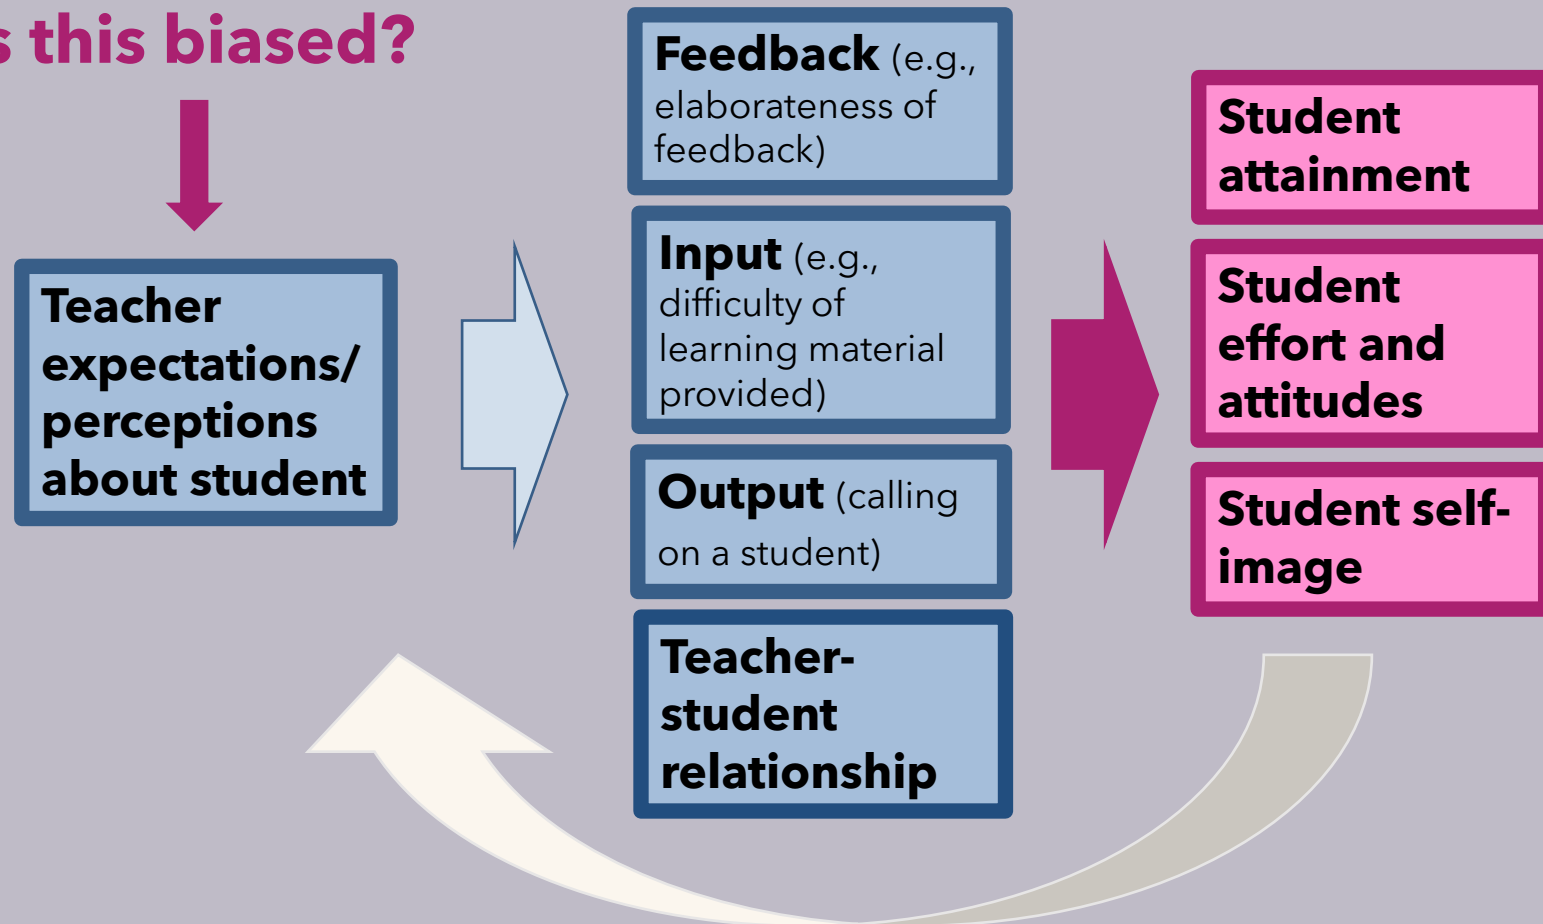 s this biased?
Teacher
expectations/
perceptions
about student
Feedback (e.g.,
elaborateness of
feedback)
Input (e.g.,
difficulty of
learning material
provided)
Output (calling
on a student)
Teacher-
student
relationship
Student
attainment
Student
effort and
attitudes
Student self-
image